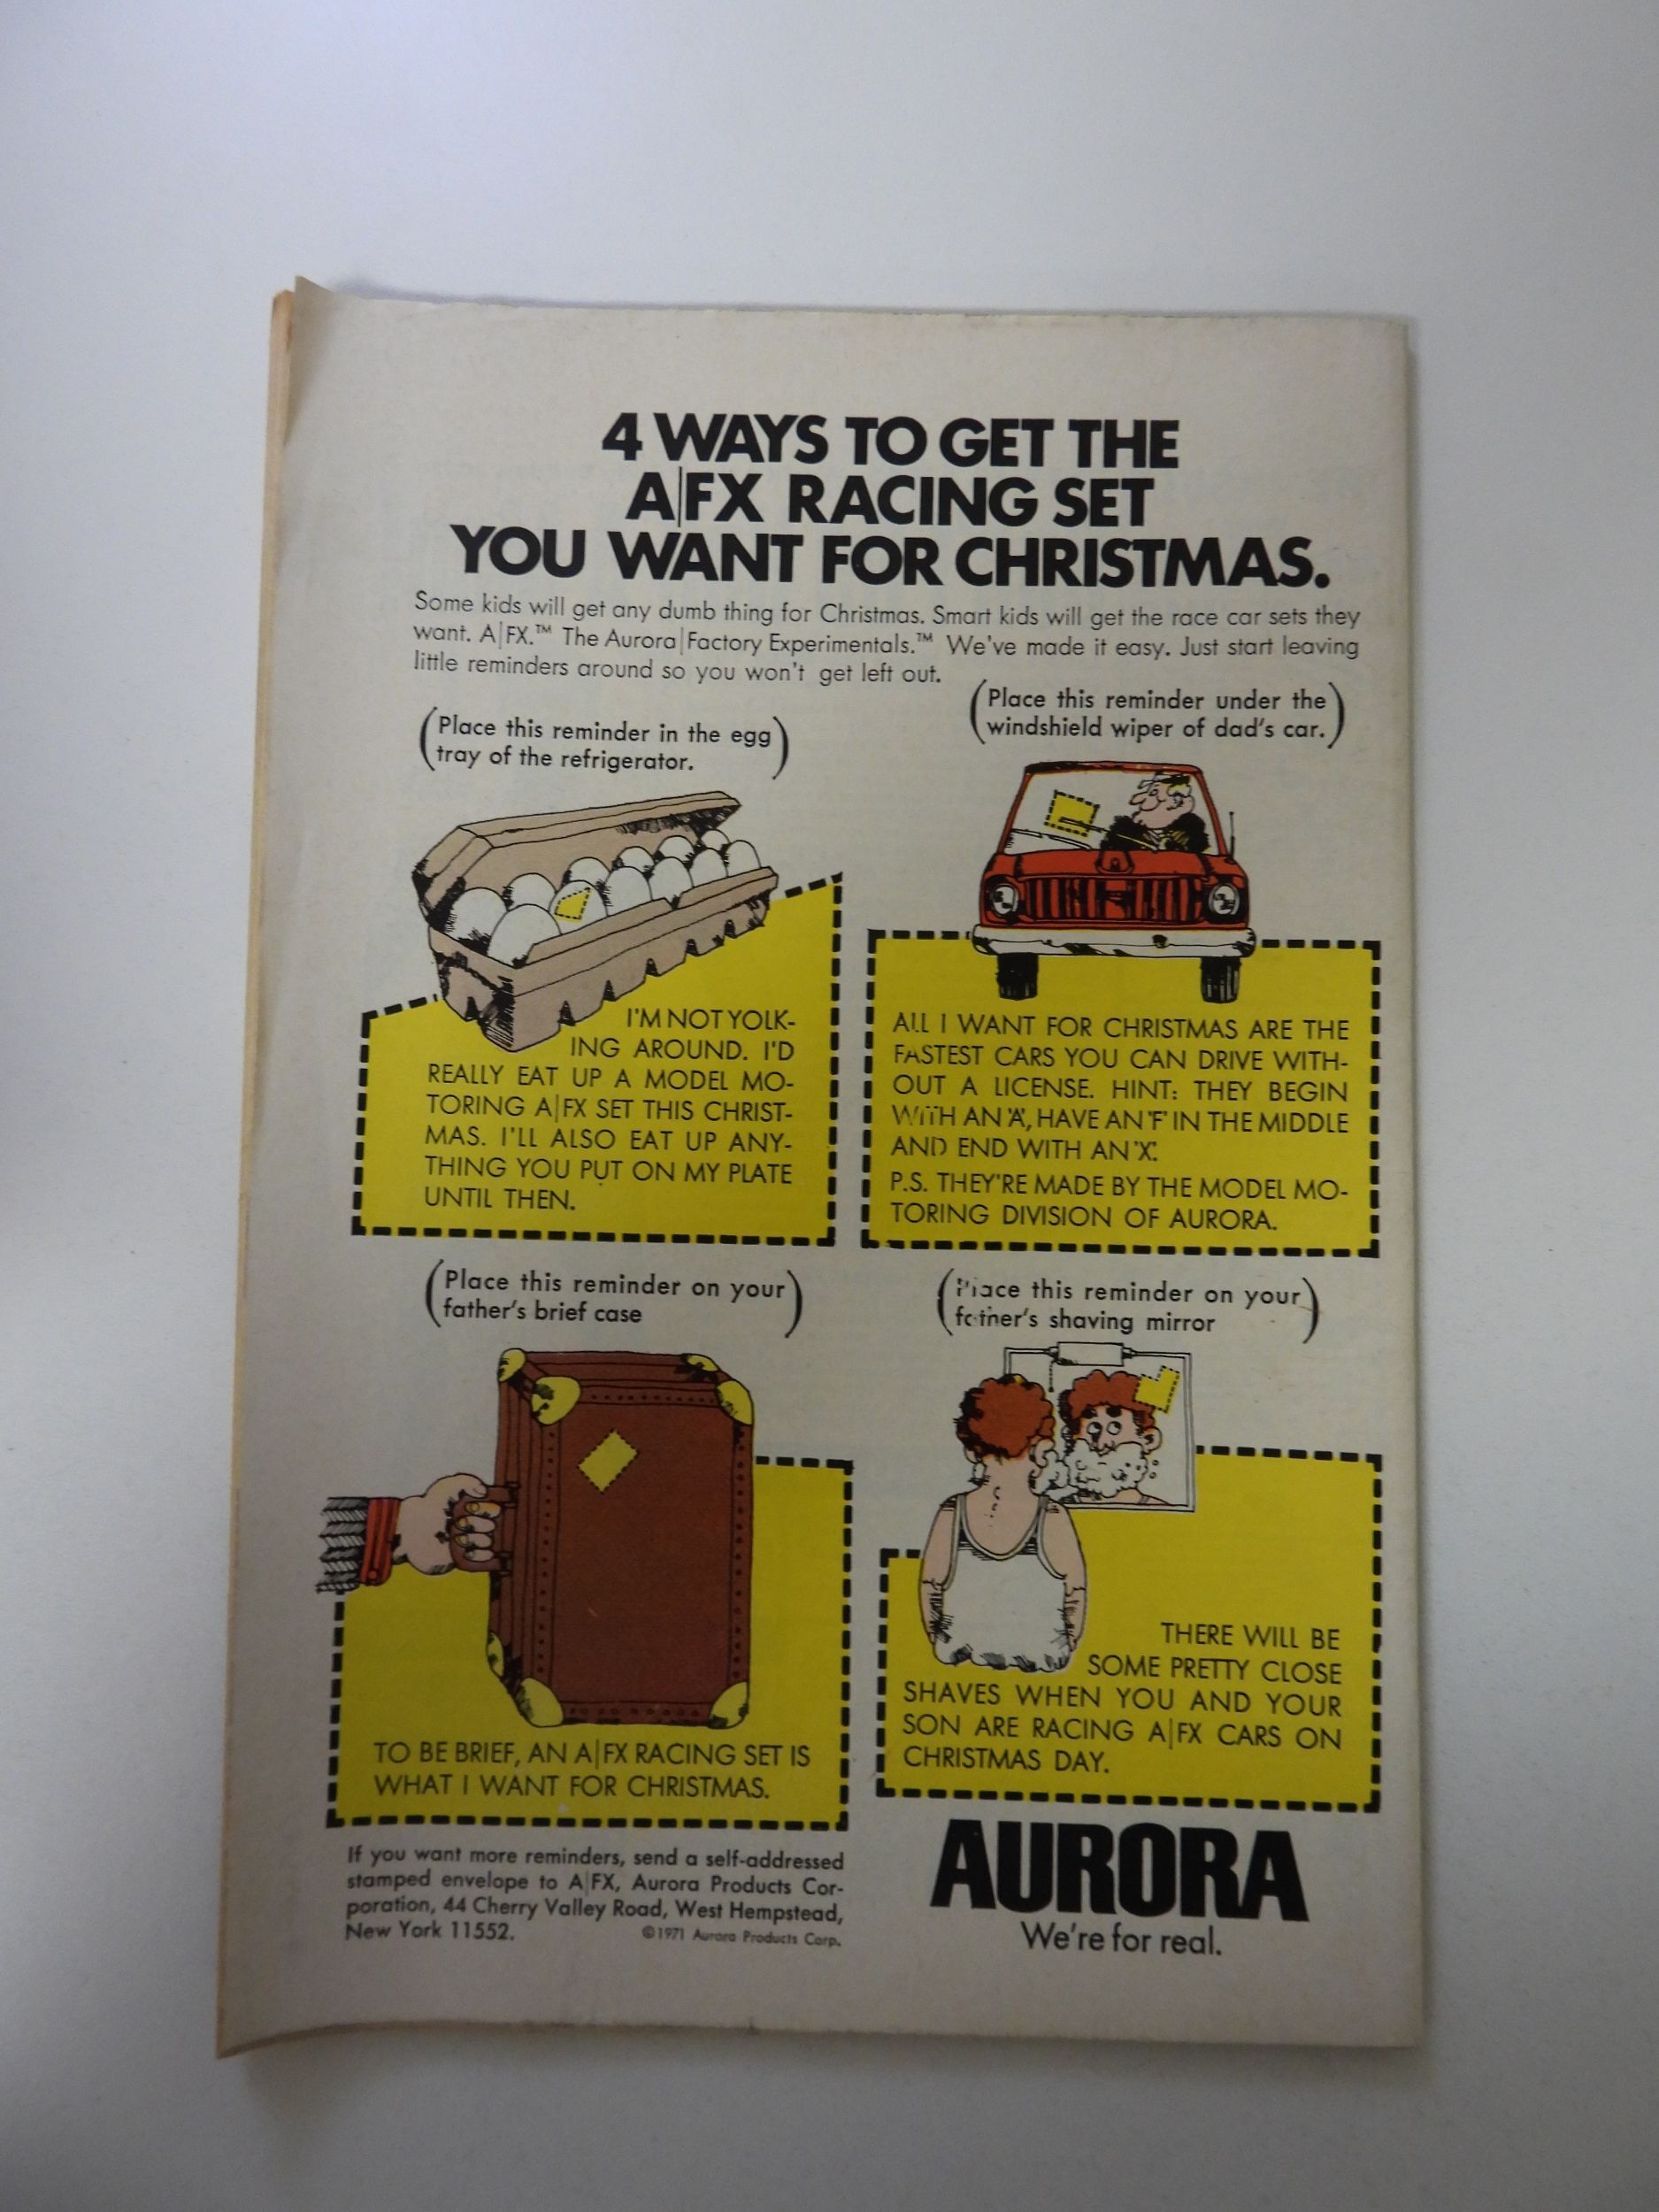 4 WAYS TO GET THE
A|FX RACING SET
YOU WANT FOR CHRISTMAS.
Some kids will get any dumb thing for Christmas. Smart kids will get the race car sets they
want. A|FX.™ The Aurora|Factory Experimentals.™ We've made it easy. Just start leaving
little reminders around so you won't get left out.
(Place this reminder in the egg
tray of the refrigerator.)
I'M NOT YOLK-
ING AROUND. I'D
REALLY EAT UP A MODEL MO-
TORING A|FX SET THIS CHRIST-
MAS. I'LL ALSO EAT UP ANY-
THING YOU PUT ON MY PLATE
UNTIL THEN.
(Place this reminder under the
windshield wiper of dad's car.)
ALL I WANT FOR CHRISTMAS ARE THE
FASTEST CARS YOU CAN DRIVE WITH-
OUT A LICENSE. HINT: THEY BEGIN
WITH AN 'A', HAVE AN 'F' IN THE MIDDLE
AND END WITH AN 'X'.
P.S. THEY'RE MADE BY THE MODEL MO-
TORING DIVISION OF AURORA.
(Place this reminder on your
father's brief case)
TO BE BRIEF, AN A|FX RACING SET IS
WHAT I WANT FOR CHRISTMAS.
(Place this reminder on your
father's shaving mirror)
THERE WILL BE
SOME PRETTY CLOSE
SHAVES WHEN YOU AND YOUR
SON ARE RACING A|FX CARS ON
CHRISTMAS DAY.
If you want more reminders, send a self-addressed
stamped envelope to A|FX, Aurora Products Cor-
poration, 44 Cherry Valley Road, West Hempstead,
New York 11552. ©1971 Aurora Products Corp.
AURORA
We're for real.